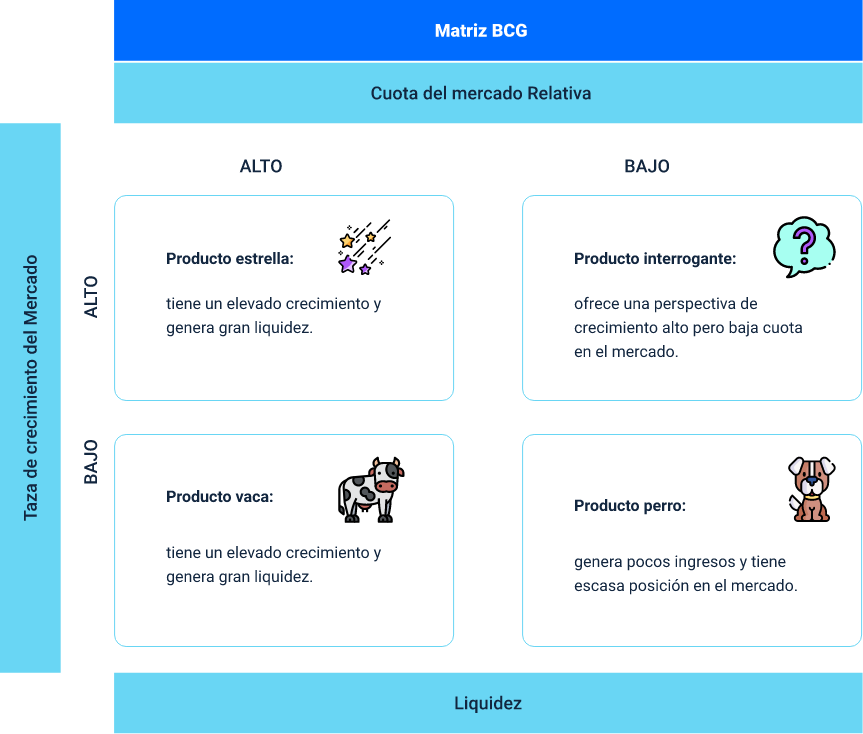 Matriz BCG
Cuota del mercado Relativa
Taza de crecimiento del Mercado
ALTO
BAJO
ALTO
Producto estrella:
tiene un elevado crecimiento y
genera gran liquidez.
Producto interrogante:
ofrece una perspectiva de
crecimiento alto pero baja cuota
en el mercado.
BAJO
Producto vaca:
tiene un elevado crecimiento y
genera gran liquidez.
Producto perro:
genera pocos ingresos y tiene
escasa posición en el mercado.
Liquidez